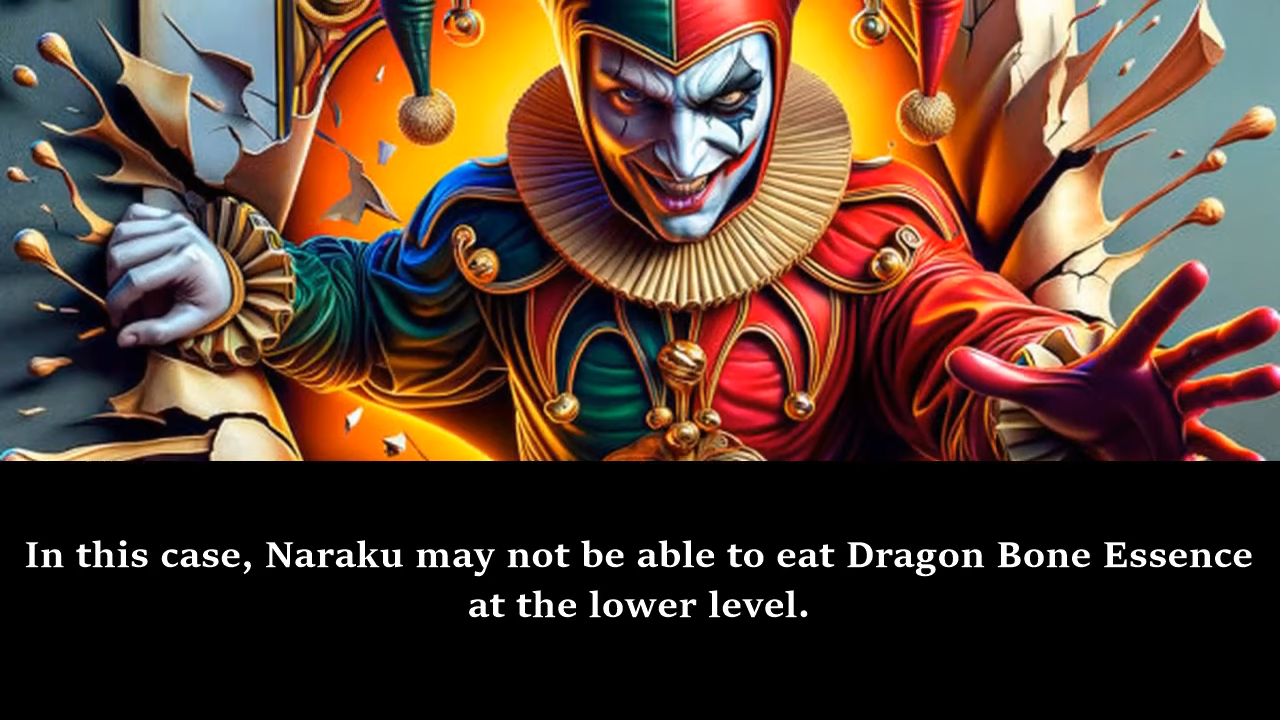 In this case, Naraku may not be able to eat Dragon Bone Essence
at the lower level.